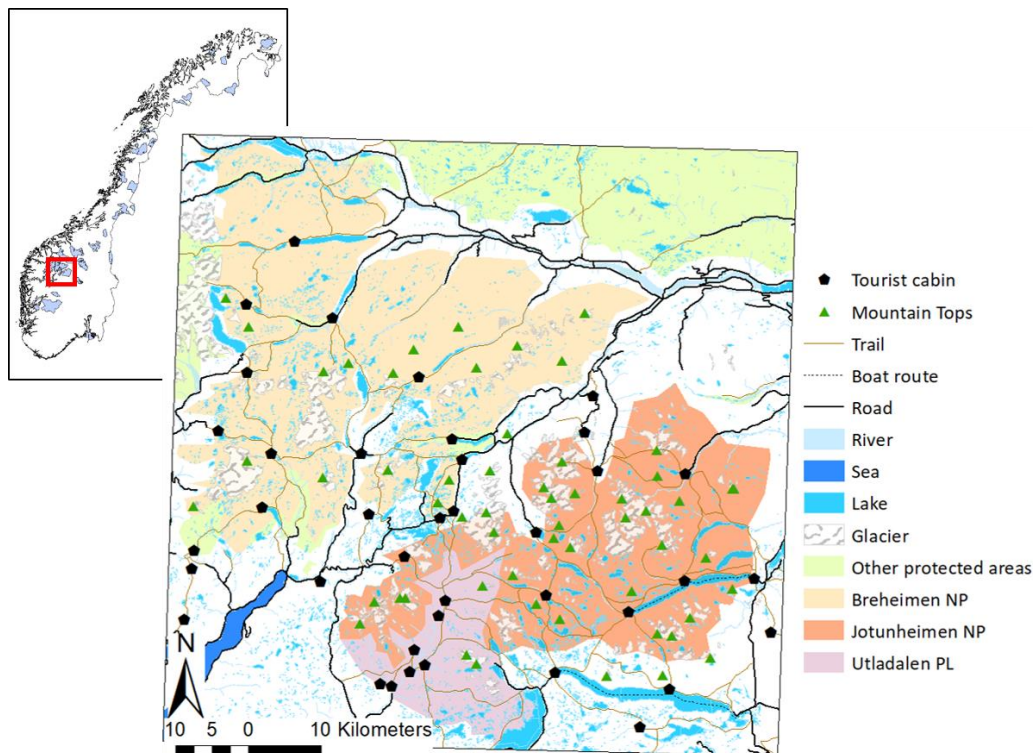 Tourist cabin
Mountain Tops
Trail
Boat route
Road
River
Sea
Lake
Glacier
Other protected areas
Breheimen NP
Jotunheimen NP
Utladalen PL
N
10 5 0 10 Kilometers